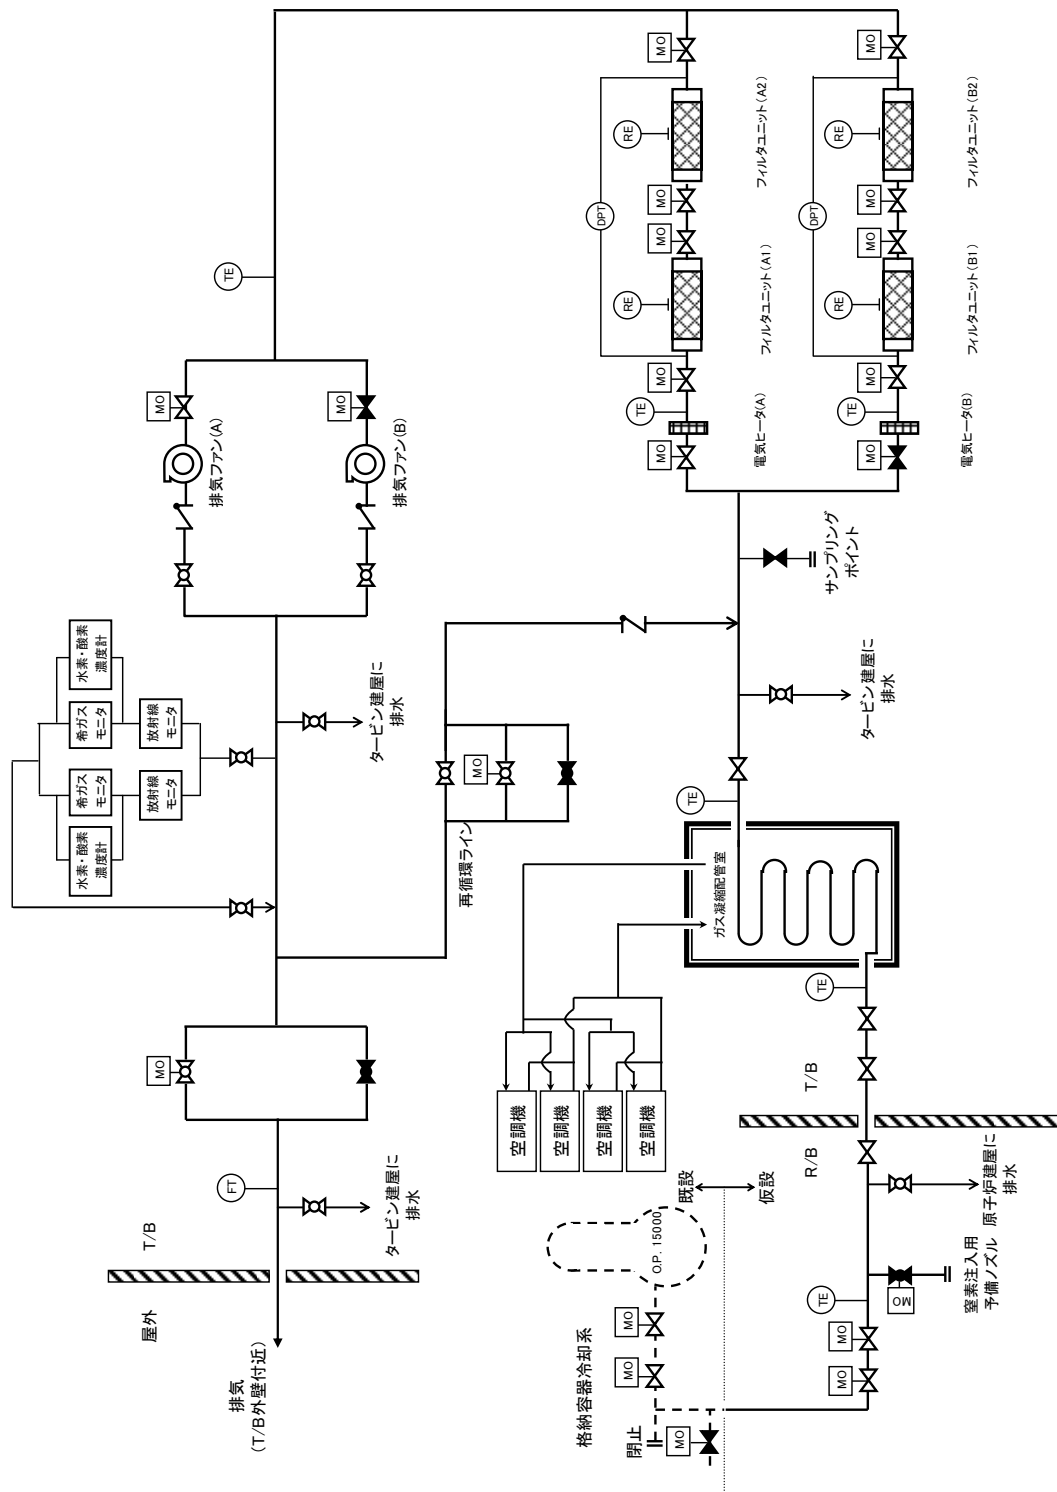 MO
MO
TE
RE
RE
フィルタユニット(A2)
フィルタユニット(B2)
MO
MO
MO
MO
DPT
DPT
フィルタユニット(A1)
フィルタユニット(B1)
RE
RE
MO
MO
TE
TE
MO
MO
電気ヒータ(A)
電気ヒータ(B)
MO
MO
排気ファン(A)
排気ファン(B)
サンプリング
ポイント
水素・酸素
濃度計
希ガス
モニタ
放射線
モニタ
希ガス
モニタ
放射線
モニタ
水素・酸素
濃度計
タービン建屋に
排水
タービン建屋に
排水
MO
再循環ライン
TE
ガス凝縮配管室
TE
MO
空調機
空調機
空調機
空調機
T/B
R/B
既設
仮設
FT
タービン建屋に
排水
T/B
屋外
排気
(T/B外壁付近)
O.P. 15000
原子炉建屋に
排水
窒素注入用
予備ノズル
MO
TE
MO
MO
MO
MO
格納容器冷却系
閉止
MO